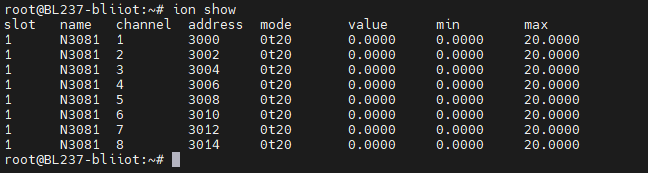 root@BL237-bliiot:~# ion show
slot name channel address mode value min max
1 N3081 1 3000 0t20 0.0000 0.0000 20.0000
1 N3081 2 3002 0t20 0.0000 0.0000 20.0000
1 N3081 3 3004 0t20 0.0000 0.0000 20.0000
1 N3081 4 3006 0t20 0.0000 0.0000 20.0000
1 N3081 5 3008 0t20 0.0000 0.0000 20.0000
1 N3081 6 3010 0t20 0.0000 0.0000 20.0000
1 N3081 7 3012 0t20 0.0000 0.0000 20.0000
1 N3081 8 3014 0t20 0.0000 0.0000 20.0000
root@BL237-bliiot:~#